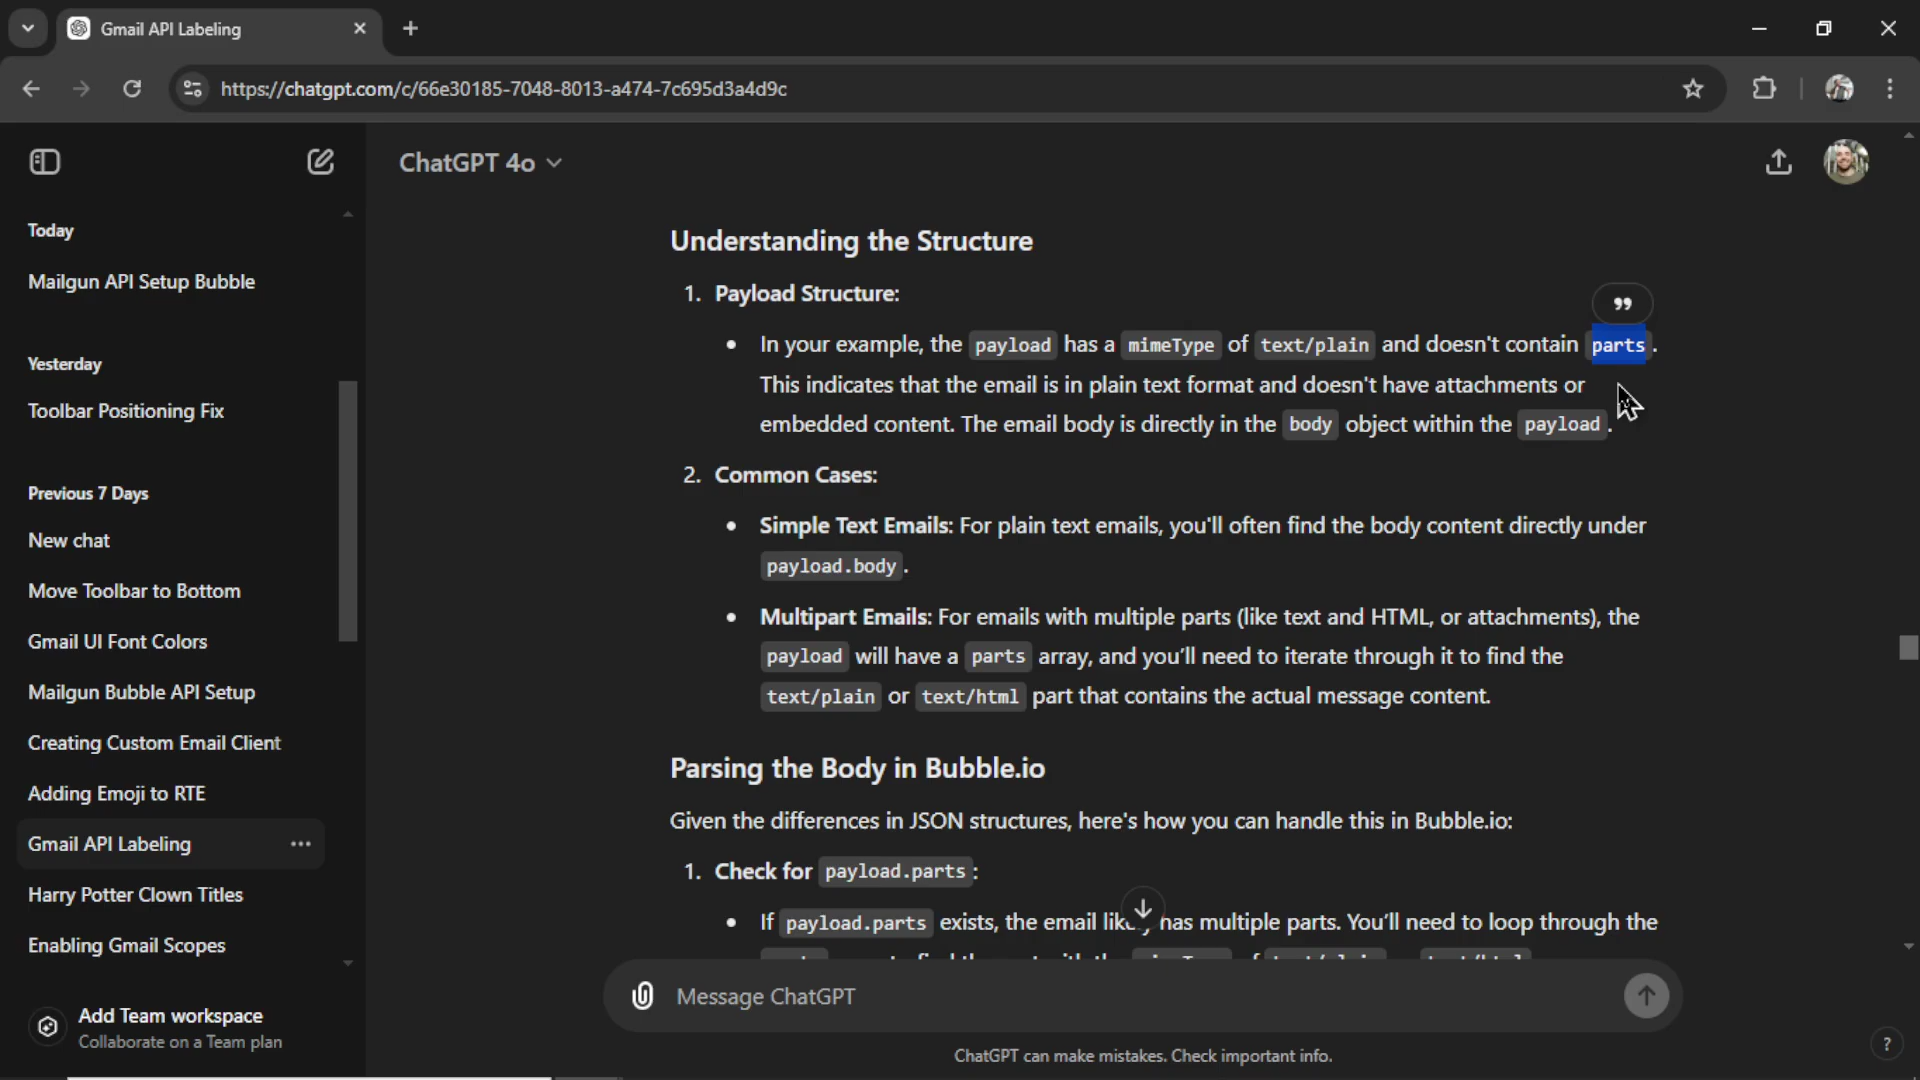 Gmail API Labeling
https://chatgpt.com/c/66e30185-7048-8013-a474-7c695d3a4d9c
ChatGPT 4o
Today
Mailgun API Setup Bubble
Yesterday
Toolbar Positioning Fix
Previous 7 Days
New chat
Move Toolbar to Bottom
Gmail UI Font Colors
Mailgun Bubble API Setup
Creating Custom Email Client
Adding Emoji to RTE
Gmail API Labeling
Harry Potter Clown Titles
Enabling Gmail Scopes
Add Team workspace
Collaborate on a Team plan
Understanding the Structure
1. Payload Structure:
• In your example, the payload has a mimeType of text/plain and doesn't contain parts.
This indicates that the email is in plain text format and doesn't have attachments or
embedded content. The email body is directly in the body object within the payload.
2. Common Cases:
• Simple Text Emails: For plain text emails, you'll often find the body content directly under
payload.body.
• Multipart Emails: For emails with multiple parts (like text and HTML, or attachments), the
payload will have a parts array, and you'll need to iterate through it to find the
text/plain or text/html part that contains the actual message content.
Parsing the Body in Bubble.io
Given the differences in JSON structures, here's how you can handle this in Bubble.io:
1. Check for payload.parts:
• If payload.parts exists, the email has multiple parts. You'll need to loop through the
Message ChatGPT
ChatGPT can make mistakes. Check important info.
?